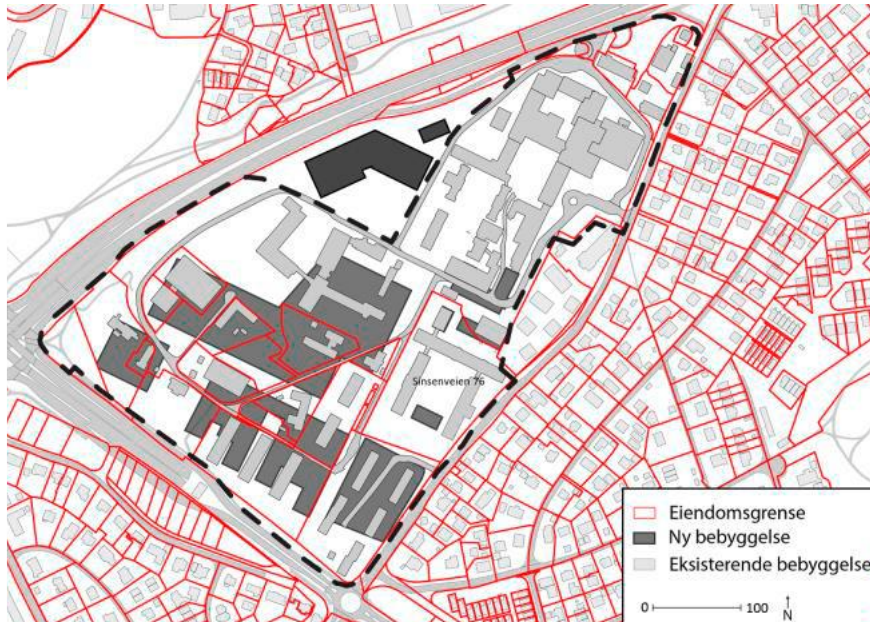 Sinsenveien 76
Eiendomsgrense
Ny bebyggelse
Eksisterende bebyggelse
0 100 N